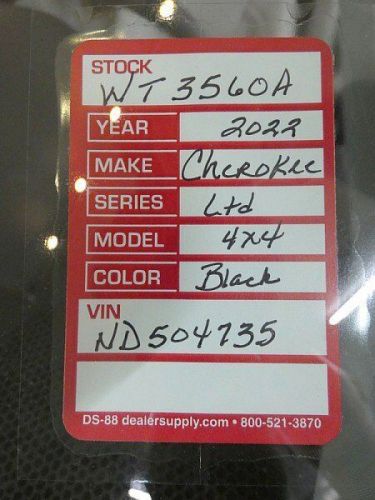 STOCK
WT3560A
YEAR 2022
MAKE Cherokee
SERIES Ltd
MODEL 4x4
COLOR Black
VIN
ND504735
DS-88 dealersupply.com • 800-521-3870